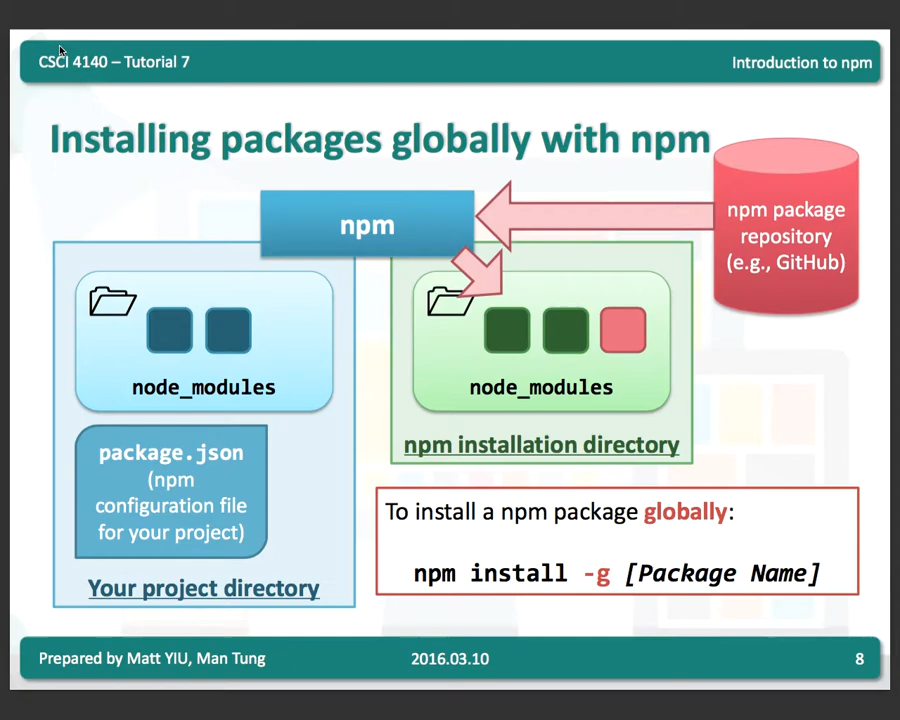 CSCI 4140 – Tutorial 7
Introduction to npm
Installing packages globally with npm
npm
npm package
repository
(e.g., GitHub)
node_modules
node_modules
npm installation directory
package.json
(npm
configuration file
for your project)
Your project directory
To install a npm package globally:
npm install -g [Package Name]
Prepared by Matt YIU, Man Tung
2016.03.10
8